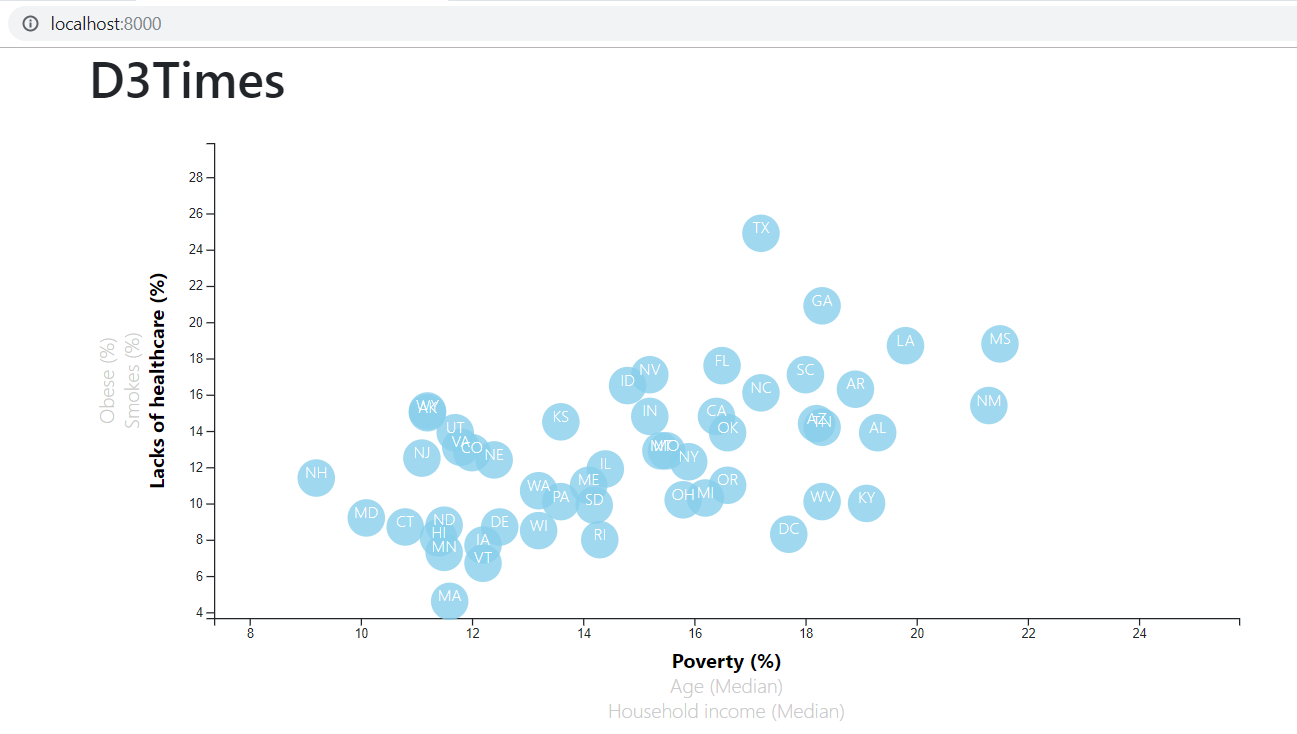 localhost:8000
D3Times
Obese (%)
Smokes (%)
Lacks of healthcare (%)
28
26
24
22
20
18
16
14
12
10
8
6
4
TX
GA
MS
LA
FL
SC
NV
ID
AR
NC
NM
WY
AK
IN
CA
KS
AZ
TN
UT
OK
AL
VA
CO
MT
MO
NJ
NE
NY
IL
NH
ME
OR
WA
PA
SD
OH
MI
WV
KY
MD
CT
ND
DE
HI
WI
DC
MN
IA
RI
VT
MA
8
10
12
14
16
18
20
22
24
Poverty (%)
Age (Median)
Household income (Median)